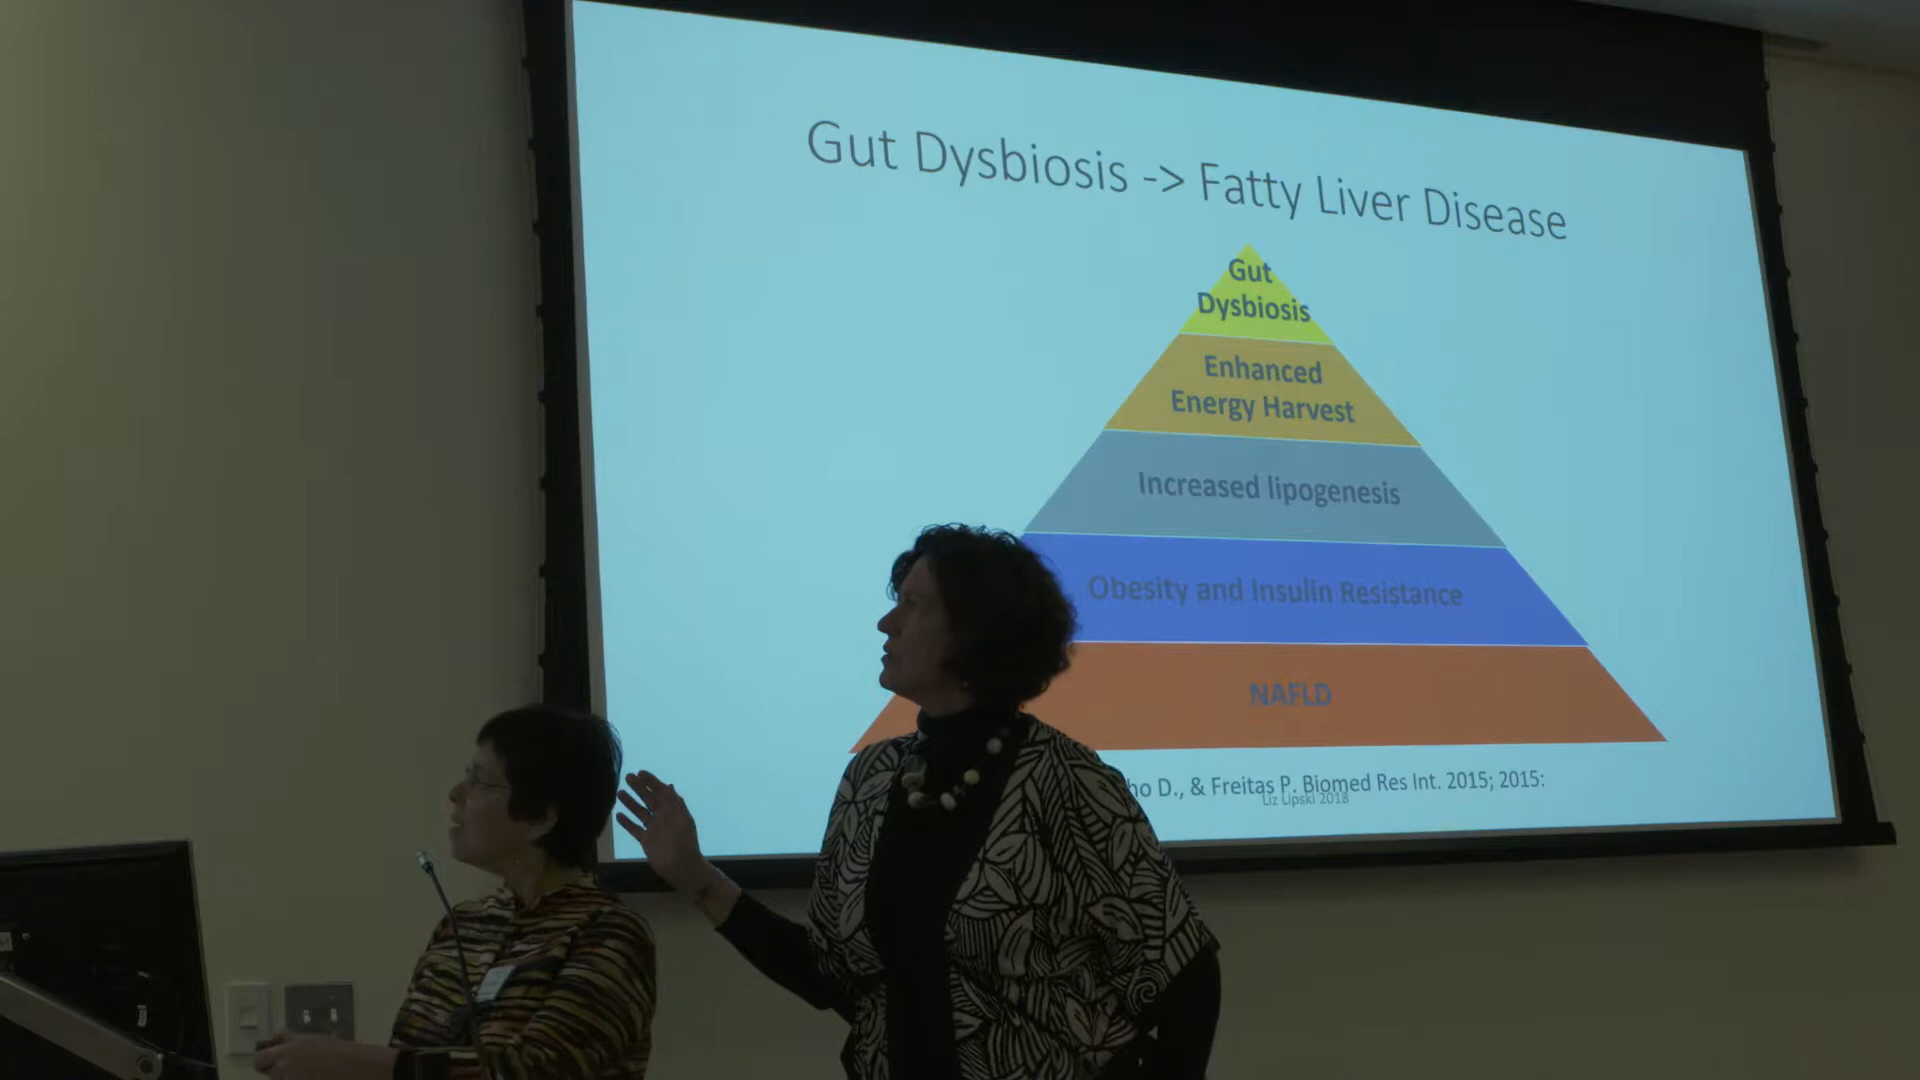 Gut Dysbiosis -> Fatty Liver Disease
Gut
Dysbiosis
Enhanced
Energy Harvest
Increased lipogenesis
Obesity and Insulin Resistance
NAFLD
D., & Freitas P. Biomed Res Int. 2015; 2015:
Liz Lipski 2018